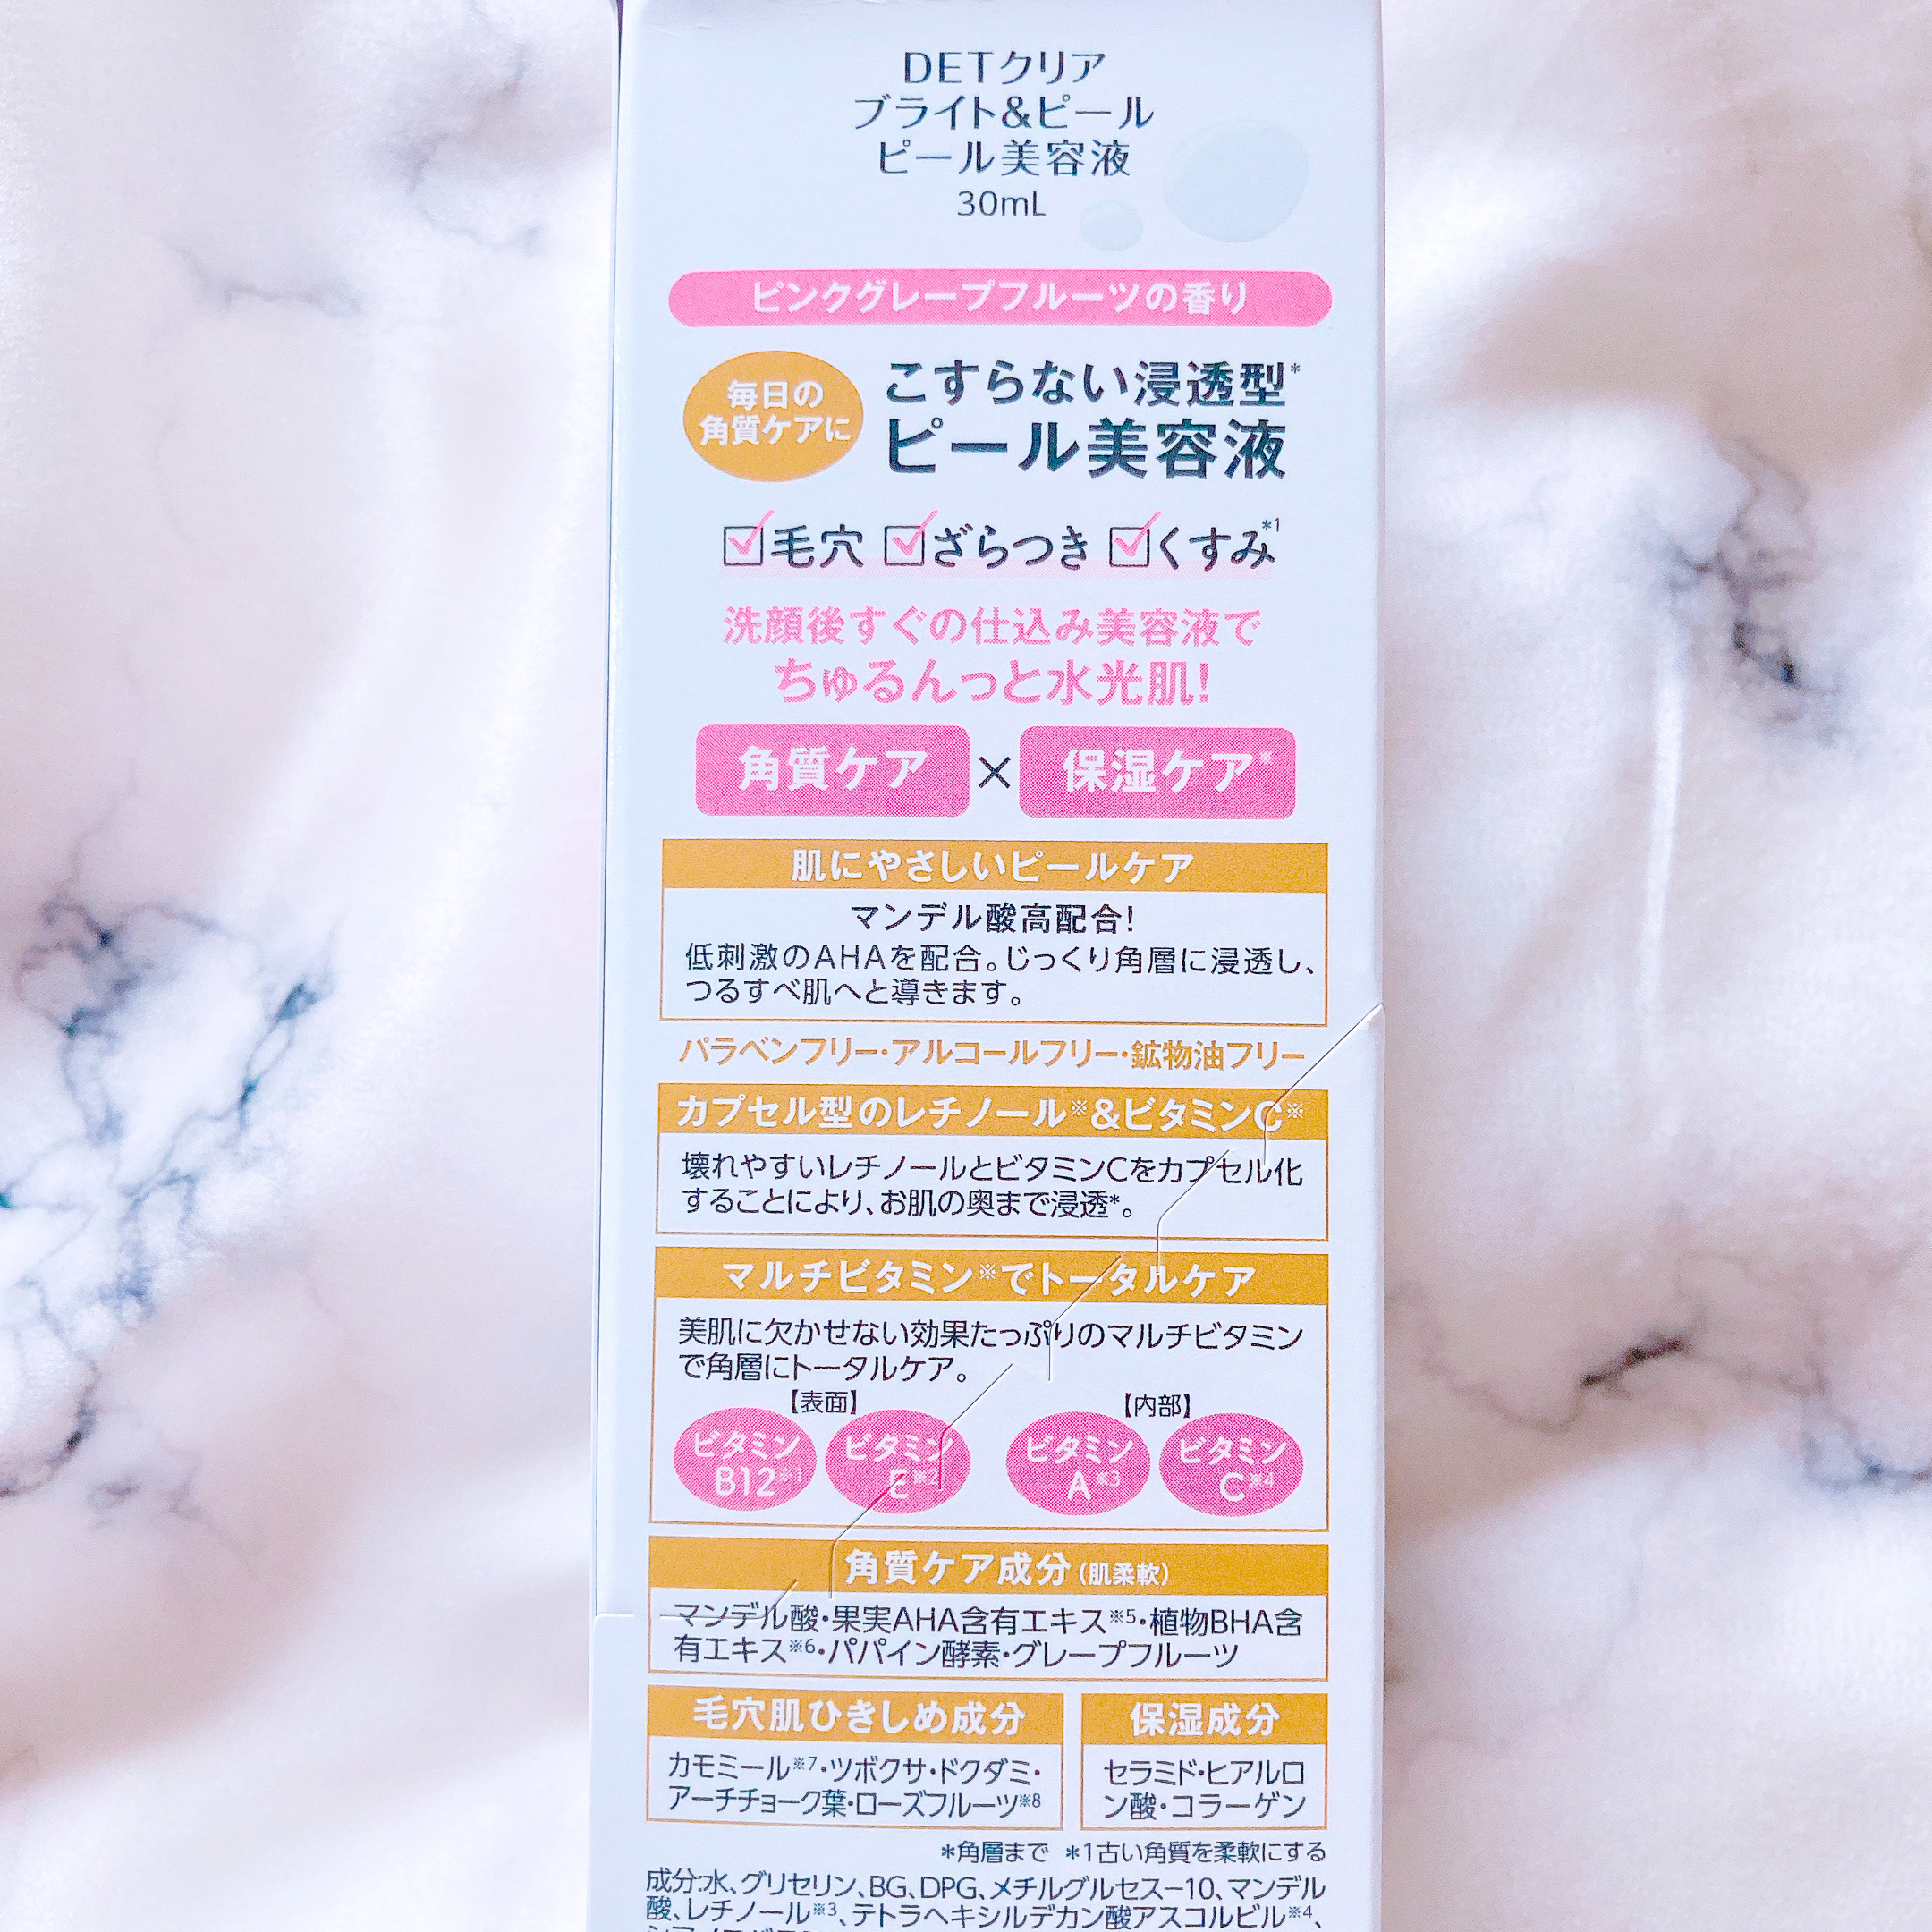 DETクリア
ブライト&ピール
ピール美容液
30mL
ピンクグレープフルーツの香り
毎日の
角質ケアに
こすらない浸透型*
ピール美容液
毛穴 ざらつき くすみ*1
洗顔後すぐの仕込み美容液で
ちゅるんっと水光肌!
角質ケア×保湿ケア※
肌にやさしいピールケア
マンデル酸高配合!
低刺激のAHAを配合。じっくり角層に浸透し、
つるすべ肌へと導きます。
パラベンフリー・アルコールフリー・鉱物油フリー
カプセル型のレチノール※&ビタミンC※
壊れやすいレチノールとビタミンCをカプセル化
することにより、お肌の奥まで浸透*。
マルチビタミン※でトータルケア
美肌に欠かせない効果たっぷりのマルチビタミン
で角層にトータルケア。
【表面】 【内部】
ビタミン ビタミン ビタミン ビタミン
B12※1 E※2 A※3 C※4
角質ケア成分(肌柔軟)
マンデル酸・果実AHA含有エキス※5・植物BHA含
有エキス※6・パパイン酵素・グレープフルーツ
毛穴肌ひきしめ成分
カモミール※7・ツボクサ・ドクダミ・
アーチチョーク葉・ローズフルーツ※8
保湿成分
セラミド・ヒアルロ
ン酸・コラーゲン
*角層まで *1古い角質を柔軟にする
成分:水、グリセリン、BG、DPG、メチルグルセス-10、マンデル
酸、レチノール※3、テトラヘキシルデカン酸アスコルビル※4、